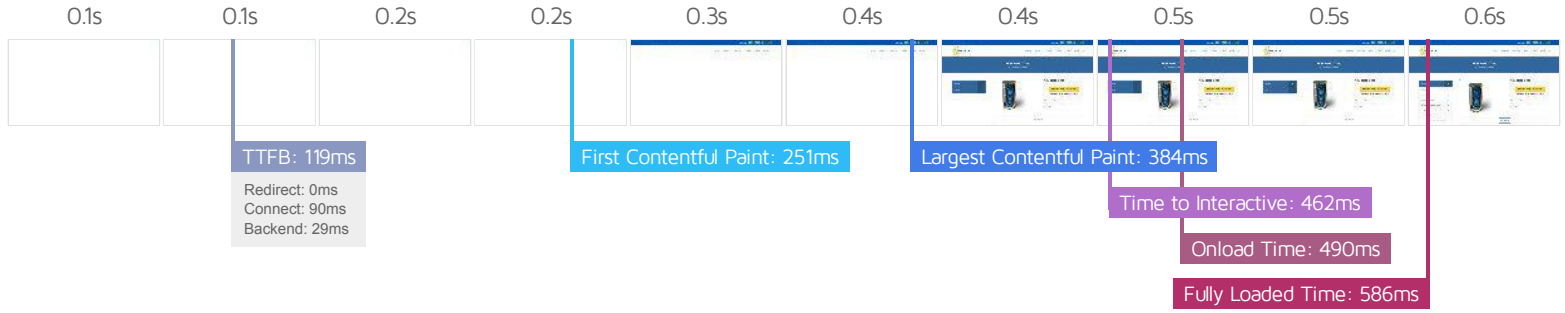 0.1s 0.1s 0.2s 0.2s 0.3s 0.4s 0.4s 0.5s 0.5s 0.6s
TTFB: 119ms
Redirect: 0ms
Connect: 90ms
Backend: 29ms
First Contentful Paint: 251ms
Largest Contentful Paint: 384ms
Time to Interactive: 462ms
Onload Time: 490ms
Fully Loaded Time: 586ms